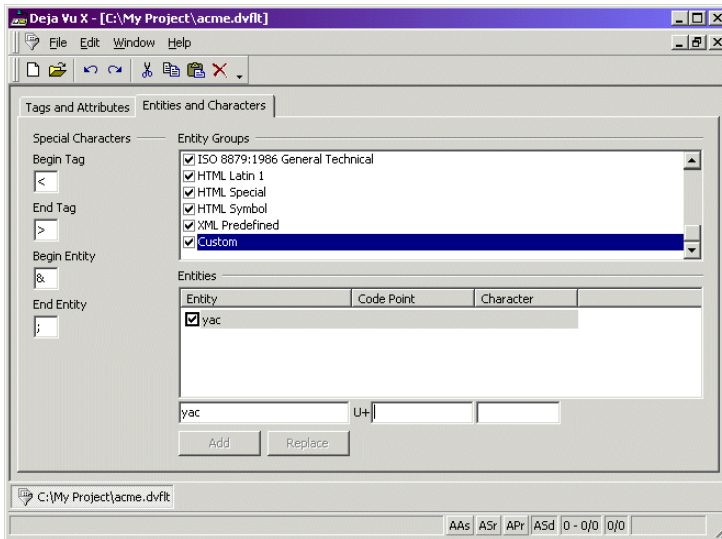 Deja Vu X - [C:\My Project\acme.dvflt]
File Edit Window Help
Tags and Attributes Entities and Characters
Special Characters
Begin Tag
<
End Tag
>
Begin Entity
&
End Entity
;
Entity Groups
ISO 8879:1986 General Technical
HTML Latin 1
HTML Special
HTML Symbol
XML Predefined
Custom
Entities
Entity Code Point Character
yac
yac U+
Add Replace
C:\My Project\acme.dvflt
AAs ASr APr ASd 0 - 0/0 0/0